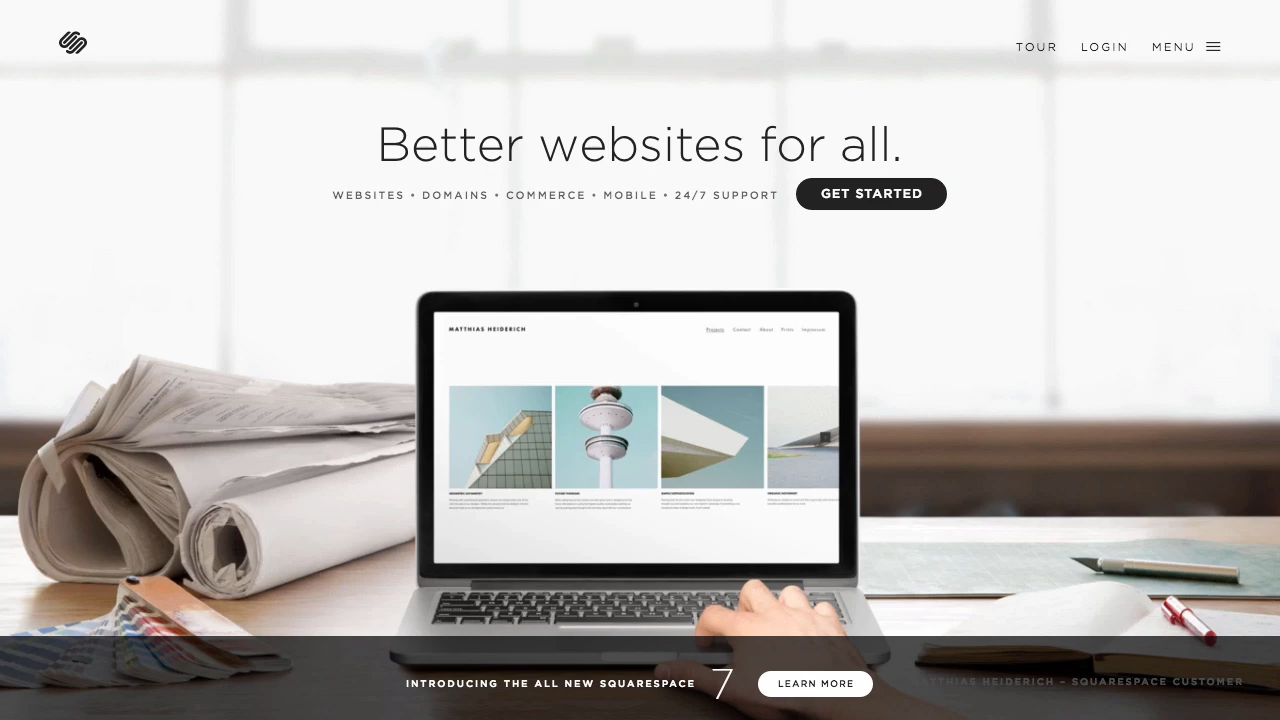 TOUR LOGIN MENU
Better websites for all.
WEBSITES • DOMAINS • COMMERCE • MOBILE • 24/7 SUPPORT GET STARTED
MATTHIAS HEIDERICH Projects Contact About Prints Impressum
INTRODUCING THE ALL NEW SQUARESPACE 7 LEARN MORE
MATTHIAS HEIDERICH – SQUARESPACE CUSTOMER